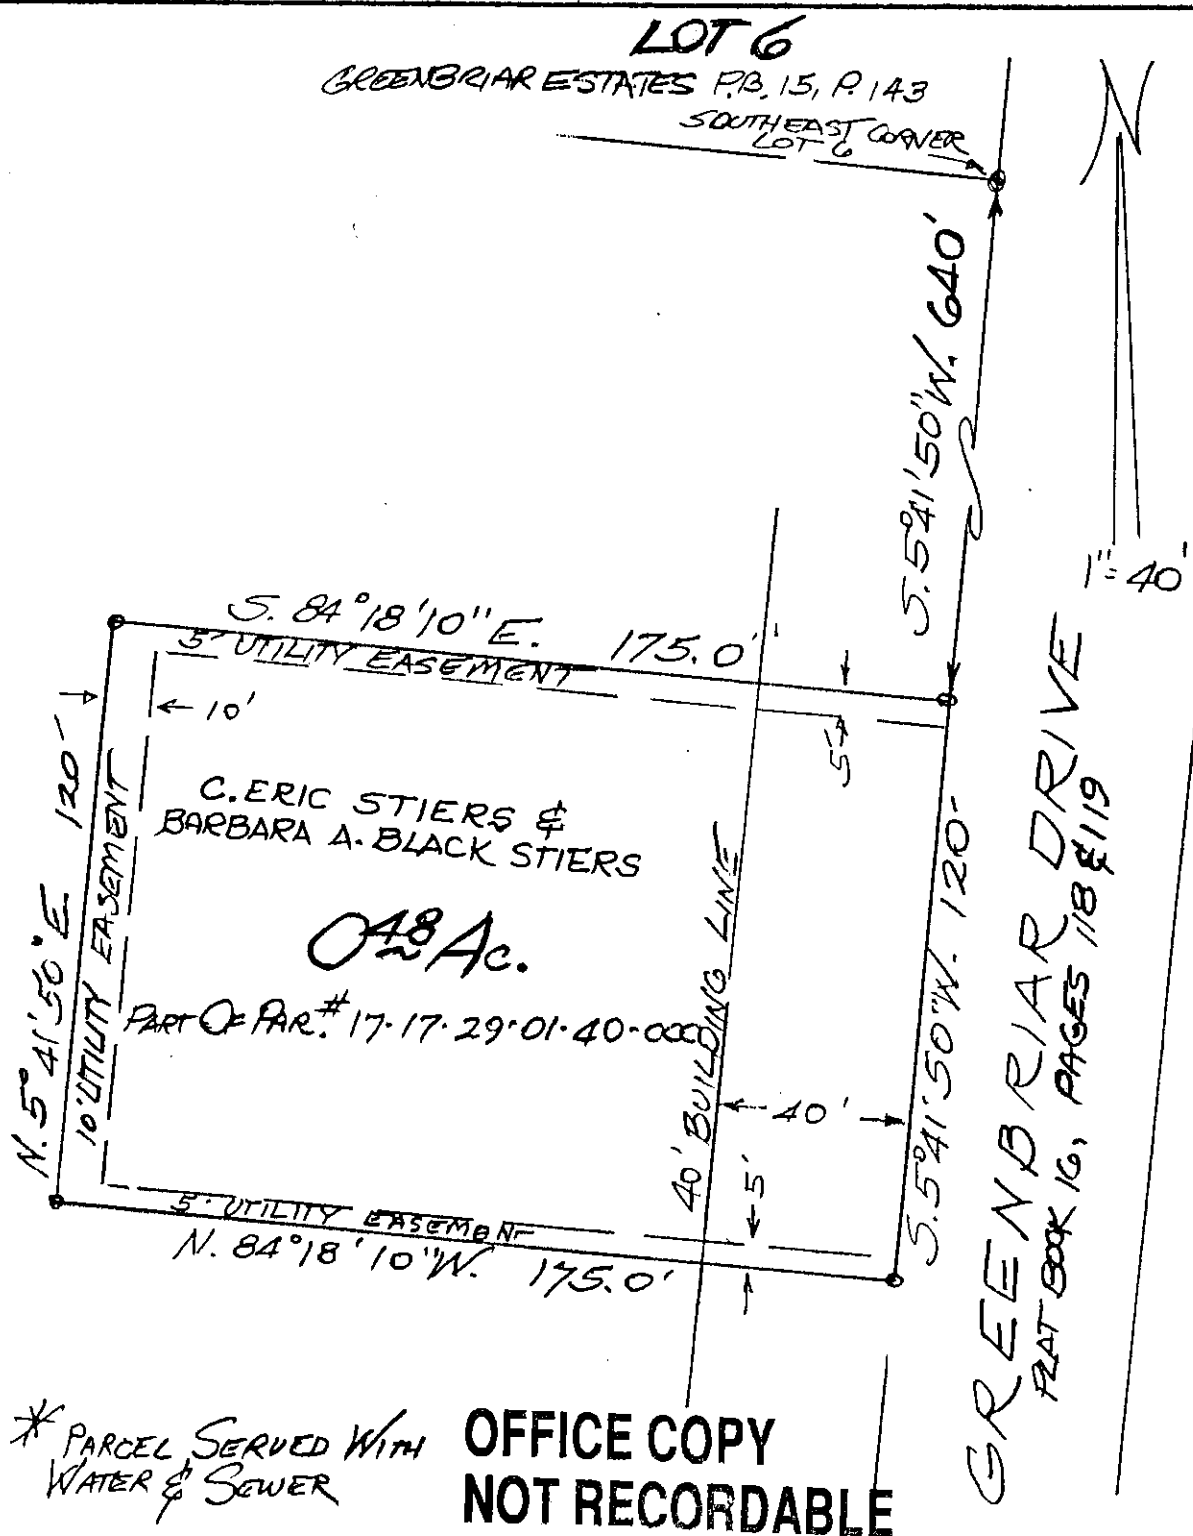 LOT 6
GREENBRIAR ESTATES P.B. 15, P. 143
SOUTHEAST CORNER
LOT 6
S. 5°41'50"W. 640'
1"=40'
S. 84°18'10"E. 175.0'
5' UTILITY EASEMENT
10'
5'
N. 5°41'50"E. 120'
10' UTILITY EASEMENT
C. ERIC STIERS &
BARBARA A. BLACK STIERS
0.48 Ac.
PART OF PAR.# 17-17-29-01-40-000
40' BUILDING LINE
40'
S. 5°41'50"W. 120'
5'
5' UTILITY EASEMENT
N. 84°18'10"W. 175.0'
GREENBRIAR DRIVE
PLAT BOOK 16, PAGES 118 & 119
* PARCEL SERVED WITH
WATER & SEWER
OFFICE COPY
NOT RECORDABLE
N